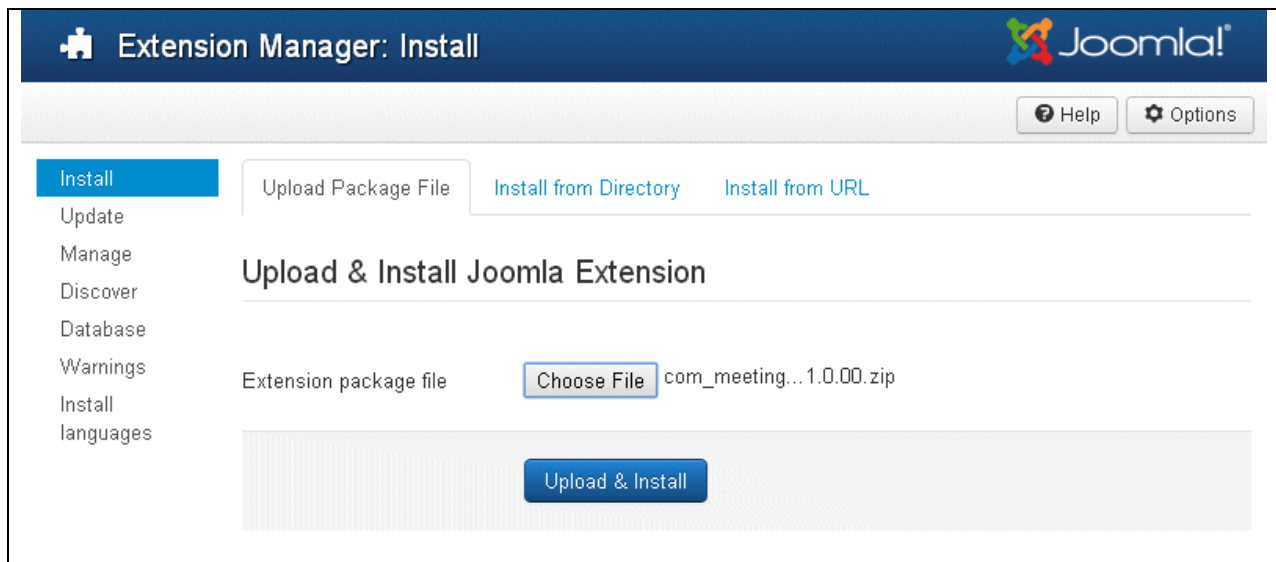 Extension Manager: Install
Joomla!
Help
Options
Install
Update
Manage
Discover
Database
Warnings
Install
languages
Upload Package File
Install from Directory
Install from URL
Upload & Install Joomla Extension
Extension package file
Choose File
com_meeting...1.0.00.zip
Upload & Install